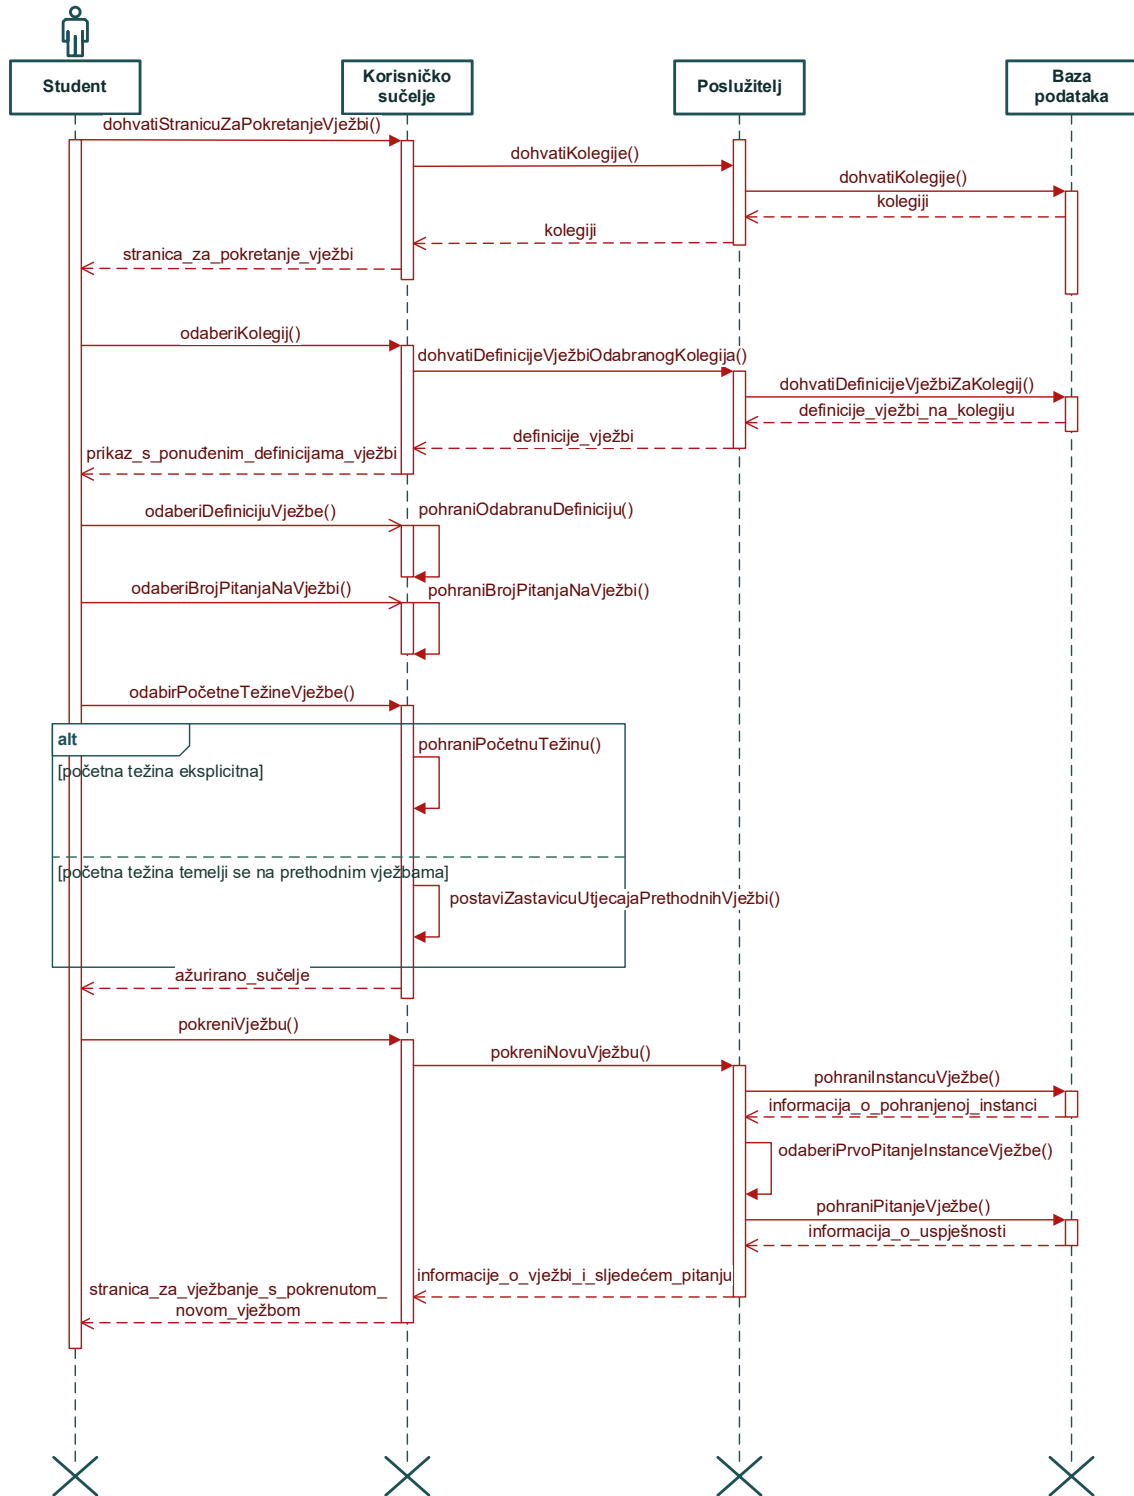 Student
Korisničko
sučelje
Poslužitelj
Baza
podataka
dohvatiStranicuZaPokretanjeVježbi()
dohvatiKolegije()
dohvatiKolegije()
kolegiji
kolegiji
stranica_za_pokretanje_vježbi
odaberiKolegij()
dohvatiDefinicijeVježbiOdabranogKolegija()
dohvatiDefinicijeVježbiZaKolegij()
definicije_vježbi_na_kolegiju
definicije_vježbi
prikaz_s_ponuđenim_definicijama_vježbi
odaberiDefinicijuVježbe()
pohraniOdabranuDefiniciju()
odaberiBrojPitanjaNaVježbi()
pohraniBrojPitanjaNaVježbi()
odabirPočetneTežineVježbe()
alt
pohraniPočetnuTežinu()
[početna težina eksplicitna]
[početna težina temelji se na prethodnim vježbama]
postaviZastavicuUtjecajaPrethodnihVježbi()
ažurirano_sučelje
pokreniVježbu()
pokreniNovuVježbu()
pohraniInstancuVježbe()
informacija_o_pohranjenoj_instanci
odaberiPrvoPitanjeInstanceVježbe()
pohraniPitanjeVježbe()
informacija_o_uspješnosti
informacije_o_vježbi_i_sljedećem_pitanju
stranica_za_vježbanje_s_pokrenutom_
novom_vježbom